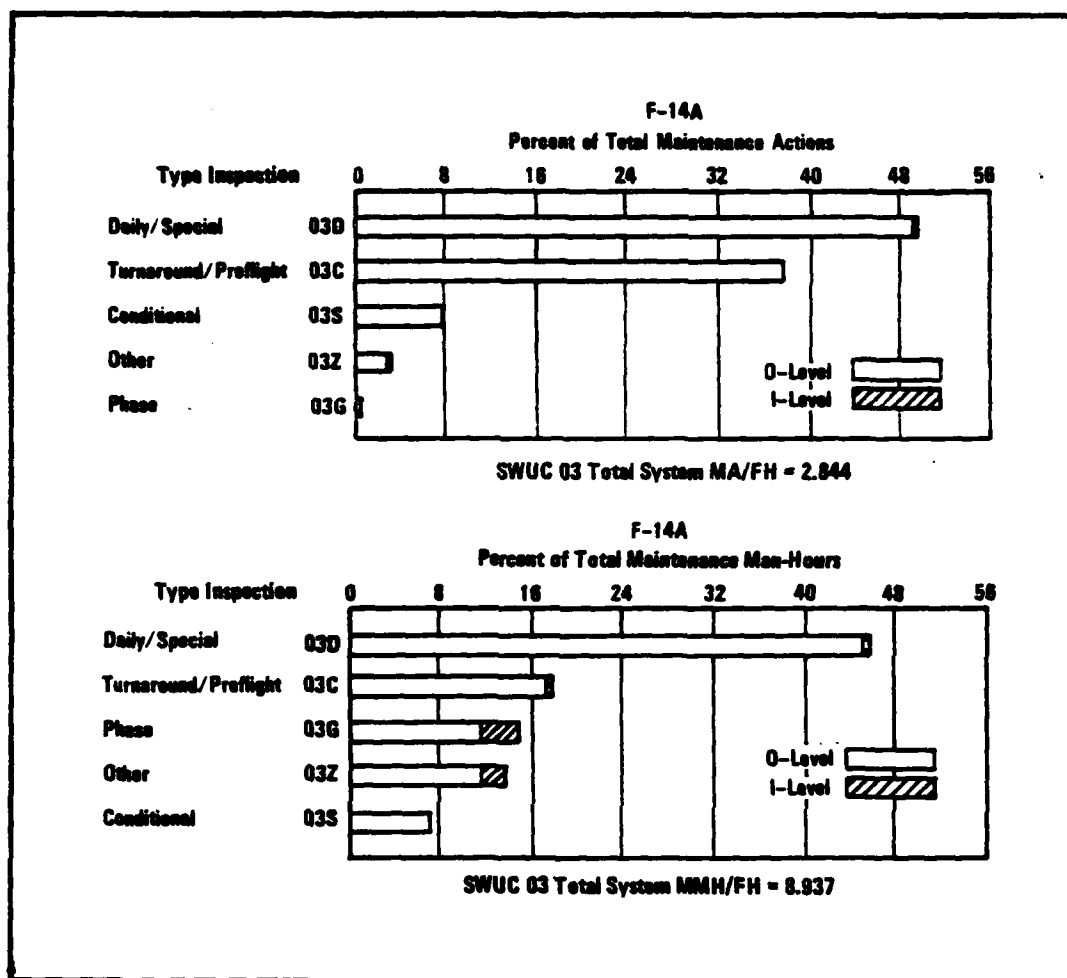 F-14A
Percent of Total Maintenance Actions
Type Inspection 0 8 16 24 32 40 48 56
Daily/Special 03D
Turnaround/Preflight 03C
Conditional 03S
Other 03Z
Phase 03G
O-Level
I-Level
SWUC 03 Total System MA/FH = 2.844
F-14A
Percent of Total Maintenance Man-Hours
Type Inspection 0 8 16 24 32 40 48 56
Daily/Special 03D
Turnaround/Preflight 03C
Phase 03G
Other 03Z
Conditional 03S
O-Level
I-Level
SWUC 03 Total System MMH/FH = 8.937